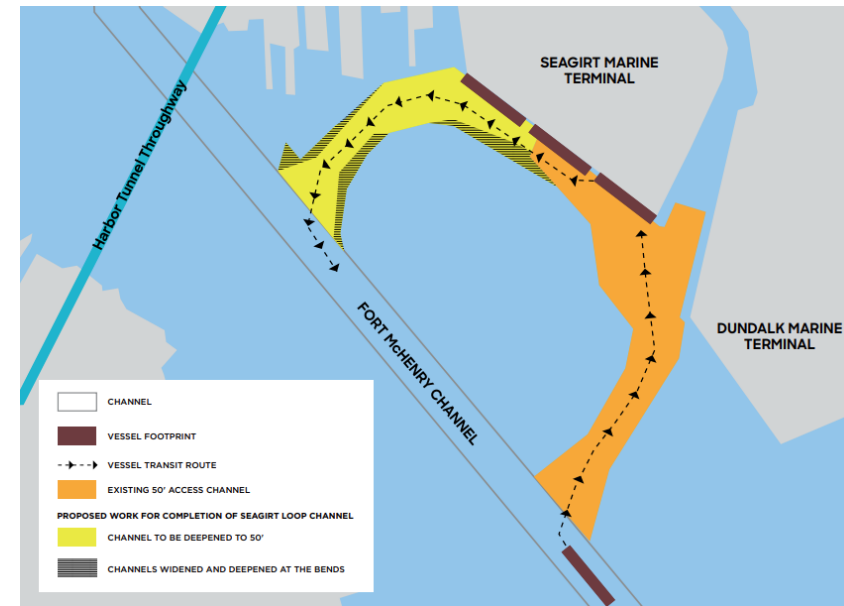 SEAGIRT MARINE
TERMINAL
Harbor Tunnel Throughway
FORT McHENRY CHANNEL
DUNDALK MARINE
TERMINAL
CHANNEL
VESSEL FOOTPRINT
VESSEL TRANSIT ROUTE
EXISTING 50' ACCESS CHANNEL
PROPOSED WORK FOR COMPLETION OF SEAGIRT LOOP CHANNEL
CHANNEL TO BE DEEPENED TO 50'
CHANNELS WIDENED AND DEEPENED AT THE BENDS